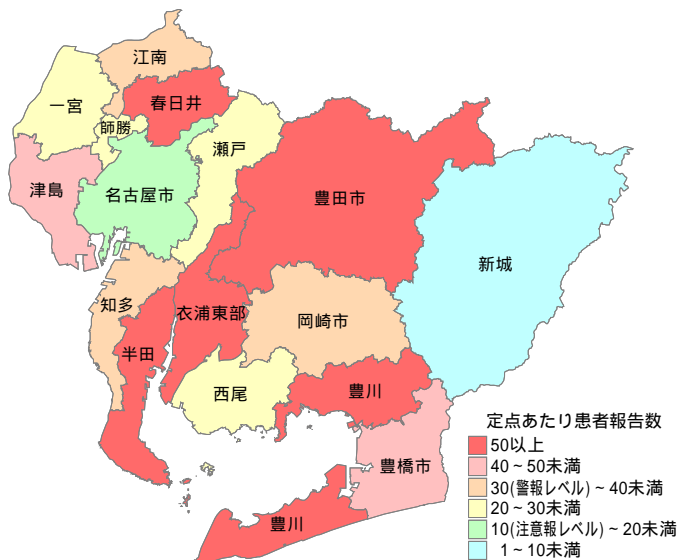 江南
一宮
春日井
師勝
瀬戸
津島
名古屋市
豊田市
新城
知多
衣浦東部
岡崎市
半田
西尾
豊川
豊橋市
豊川
定点あたり患者報告数
50以上
40~50未満
30(警報レベル)~40未満
20~30未満
10(注意報レベル)~20未満
1~10未満